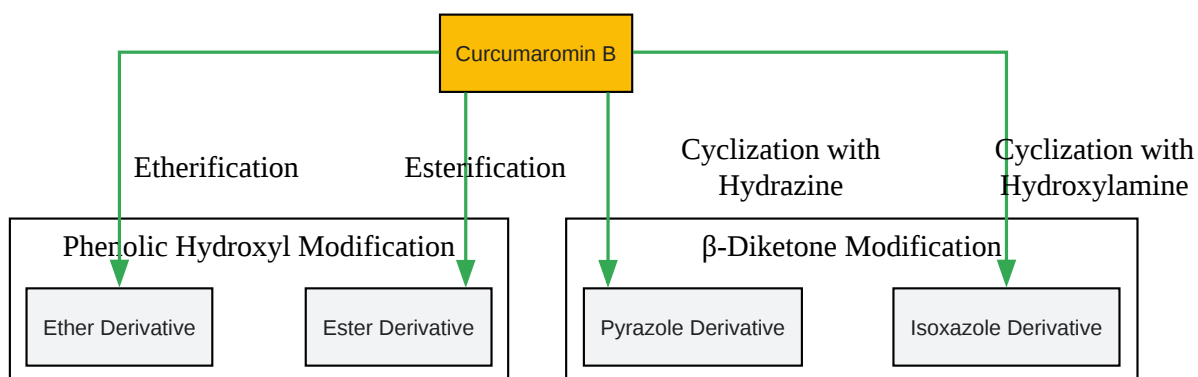 Curcumaromin B
Etherification
Esterification
Cyclization with
Hydrazine
Cyclization with
Hydroxylamine
Phenolic Hydroxyl Modification
β-Diketone Modification
Ether Derivative
Ester Derivative
Pyrazole Derivative
Isoxazole Derivative